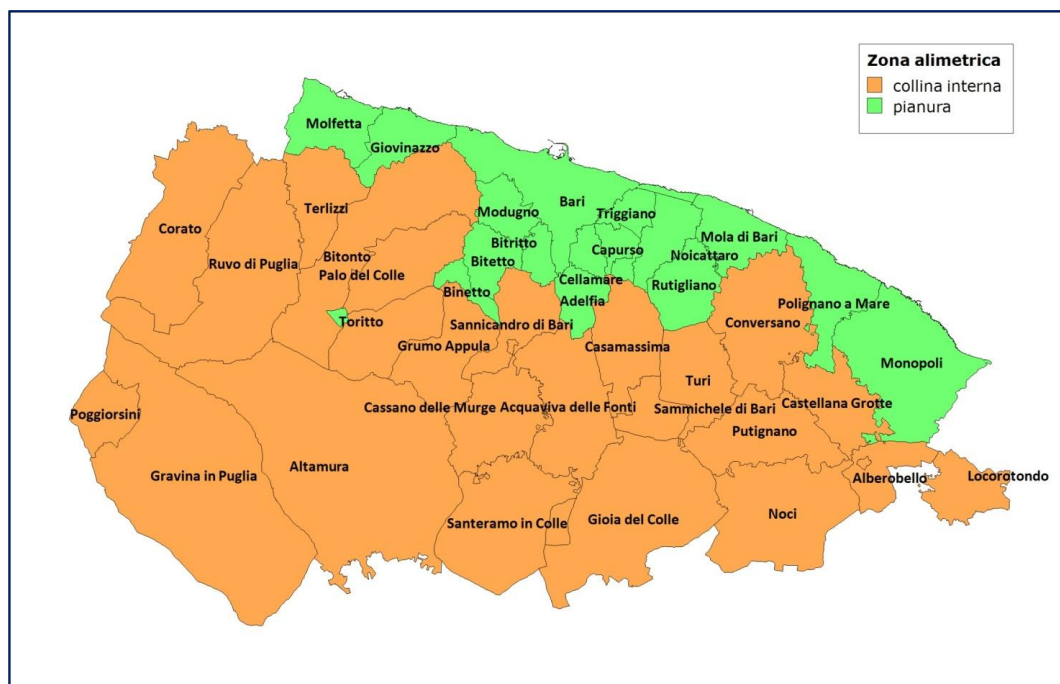 Zona alimetrica
collina interna
pianura
Molfetta
Giovinazzo
Terlizzi
Corato
Ruvo di Puglia
Bitonto
Palo del Colle
Modugno
Bari
Triggiano
Bitritto
Bitetto
Capurso
Mola di Bari
Noicattaro
Cellamare
Rutigliano
Binetto
Adelfia
Polignano a Mare
Toritto
Sannicandro di Bari
Conversano
Grumo Appula
Casamassima
Monopoli
Turi
Poggiorsini
Cassano delle Murge
Acquaviva delle Fonti
Sammichele di Bari
Castellana Grotte
Putignano
Gravina in Puglia
Altamura
Alberobello
Locorotondo
Santeramo in Colle
Gioia del Colle
Noci